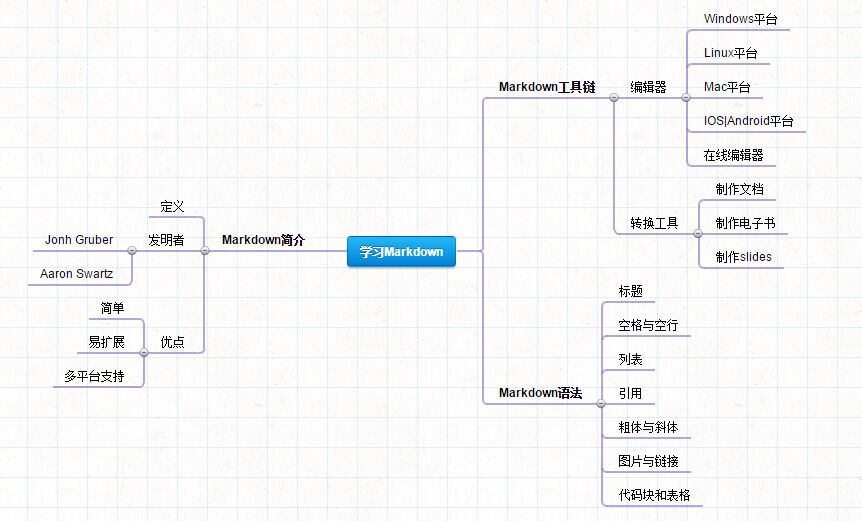 学习Markdown
Markdown简介
定义
发明者
Jonh Gruber
Aaron Swartz
优点
简单
易扩展
多平台支持
Markdown工具链
编辑器
Windows平台
Linux平台
Mac平台
IOS|Android平台
在线编辑器
转换工具
制作文档
制作电子书
制作slides
Markdown语法
标题
空格与空行
列表
引用
粗体与斜体
图片与链接
代码块和表格